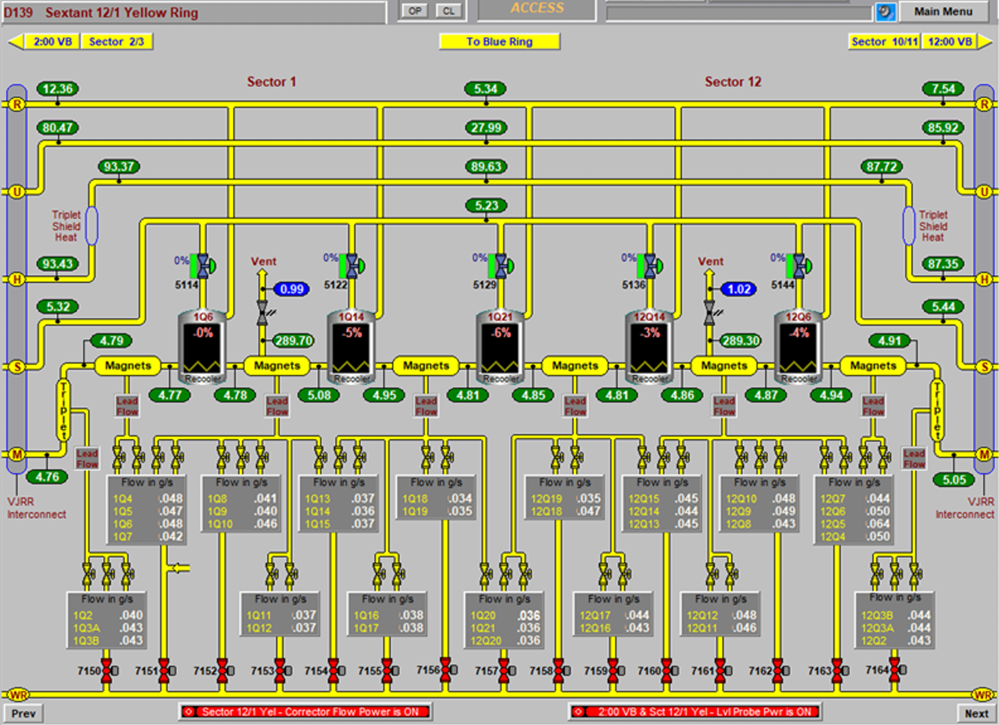 D139 Sextant 12/1 Yellow Ring
OP
CL
ACCESS
Main Menu
2:00 VB
Sector 2/3
To Blue Ring
Sector 10/11
12:00 VB
Sector 1
Sector 12
12.36
5.34
7.54
R
R
80.47
27.99
85.92
93.37
89.63
87.72
U
U
5.23
Triplet
Shield
Heat
Triplet
Shield
Heat
93.43
87.35
H
H
0%
5114
0%
5122
0%
5129
0%
5136
0%
5144
Vent
0.99
Vent
1.02
5.32
5.44
1Q6
-0%
Recooler
1Q14
-5%
Recooler
1Q21
-6%
Recooler
12Q14
-3%
Recooler
12Q6
-4%
Recooler
4.79
289.70
289.30
4.91
S
S
Magnets
Magnets
Magnets
Magnets
Magnets
Magnets
4.77
4.78
5.08
4.95
4.81
4.85
4.81
4.86
4.87
4.94
Triplet
Triplet
Lead
Flow
Lead
Flow
Lead
Flow
Lead
Flow
Lead
Flow
Lead
Flow
Lead
Flow
Lead
Flow
M
M
4.76
5.05
VJRR
Interconnect
VJRR
Interconnect
Flow in g/s
1Q4 .048
1Q5 .047
1Q6 .048
1Q7 .042
Flow in g/s
1Q8 .041
1Q9 .040
1Q10 .046
Flow in g/s
1Q13 .037
1Q14 .036
1Q15 .037
Flow in g/s
1Q18 .034
1Q19 .035
Flow in g/s
12Q19 .035
12Q18 .047
Flow in g/s
12Q15 .045
12Q14 .044
12Q13 .045
Flow in g/s
12Q10 .048
12Q9 .049
12Q8 .043
Flow in g/s
12Q7 .044
12Q6 .050
12Q5 .064
12Q4 .050
Flow in g/s
1Q2 .040
1Q3A .043
1Q3B .043
Flow in g/s
1Q11 .037
1Q12 .037
Flow in g/s
1Q16 .038
1Q17 .038
Flow in g/s
1Q20 .036
1Q21 .036
12Q20 .036
Flow in g/s
12Q17 .044
12Q16 .043
Flow in g/s
12Q12 .048
12Q11 .046
Flow in g/s
12Q3B .044
12Q3A .044
12Q2 .043
7150
7151
7152
7153
7154
7155
7156
7157
7158
7159
7160
7161
7162
7163
7164
WR
WR
Prev
Sector 12/1 Yel - Corrector Flow Power is ON
2:00 VB & Sct 12/1 Yel - Lvl Probe Pwr is ON
Next